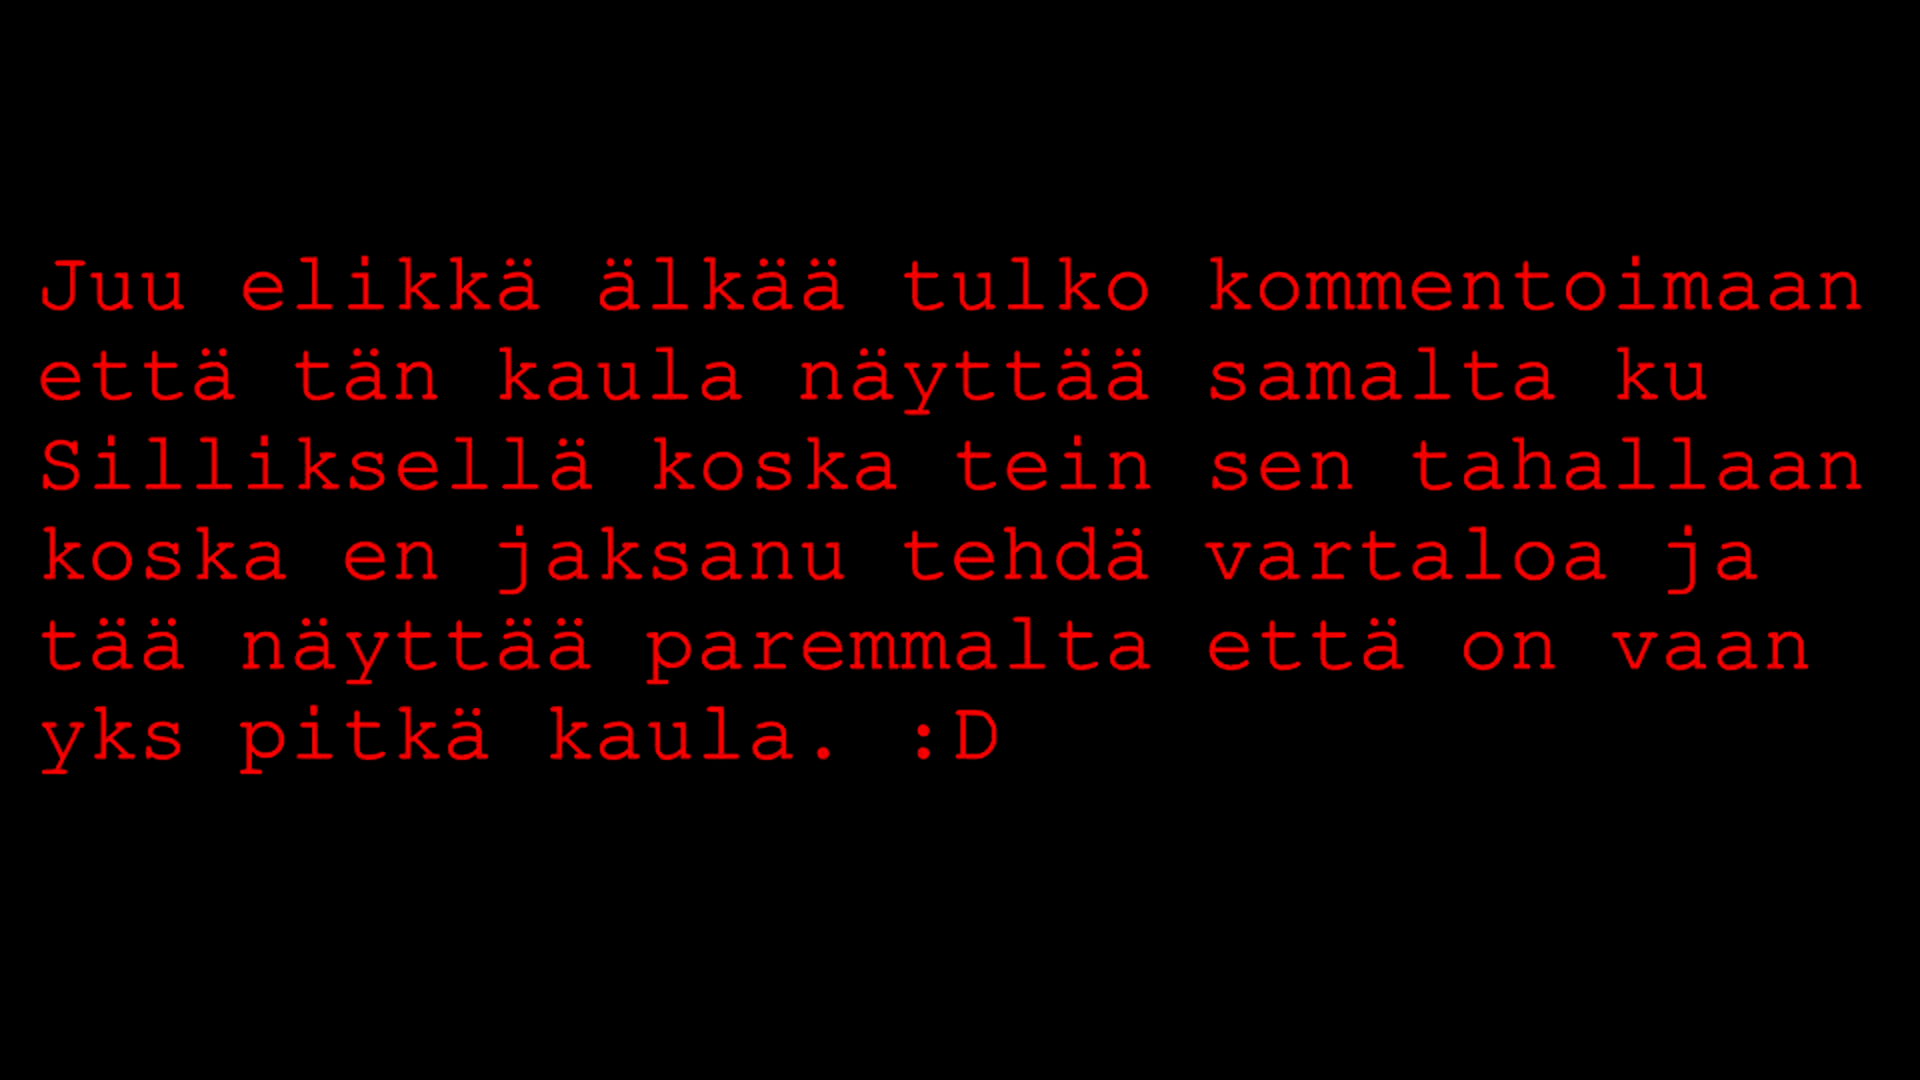 Juu elikkä älkää tulko kommentoimaan
että tän kaula näyttää samalta ku
Silliksellä koska tein sen tahallaan
koska en jaksanu tehdä vartaloa ja
tää näyttää paremmalta että on vaan
yks pitkä kaula. :D